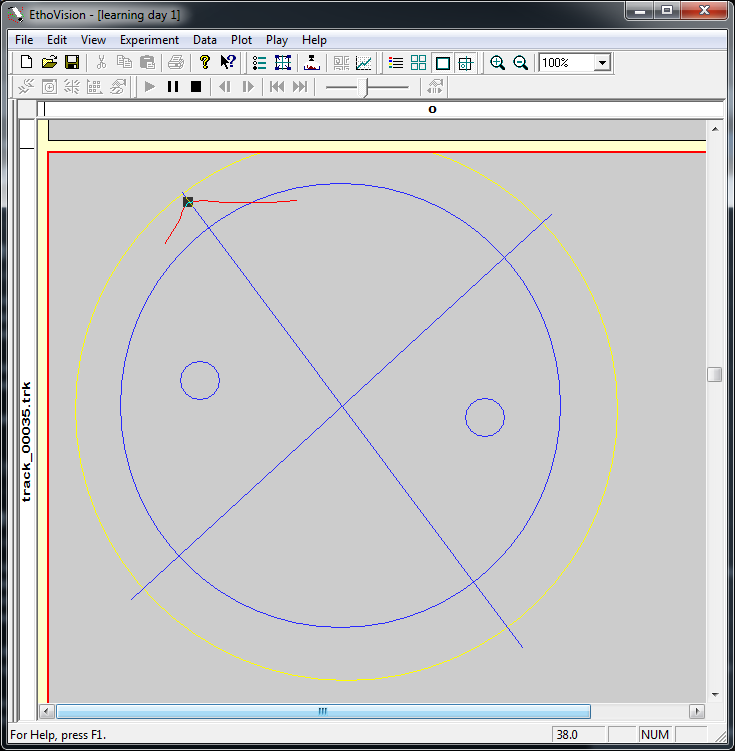 EthoVision - [learning day 1]
File Edit View Experiment Data Plot Play Help
100%
o
track_00035.trk
For Help, press F1.
38.0
NUM